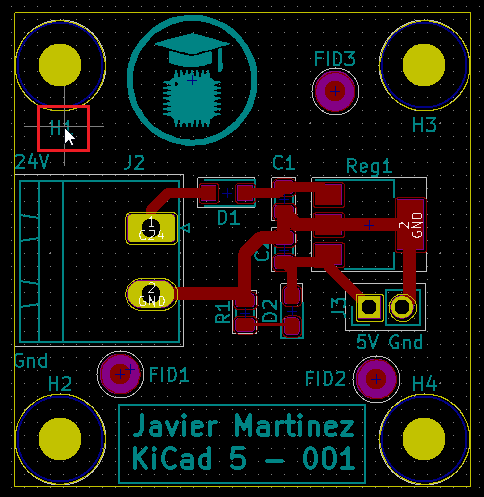 FID3
H1
H3
24V
J2
C1
Reg1
D1
1
G24
2
GND
2
GND
R1
D2
J3
5V Gnd
Gnd
H2
FID1
FID2
H4
Javier Martinez
KiCad 5 - 001